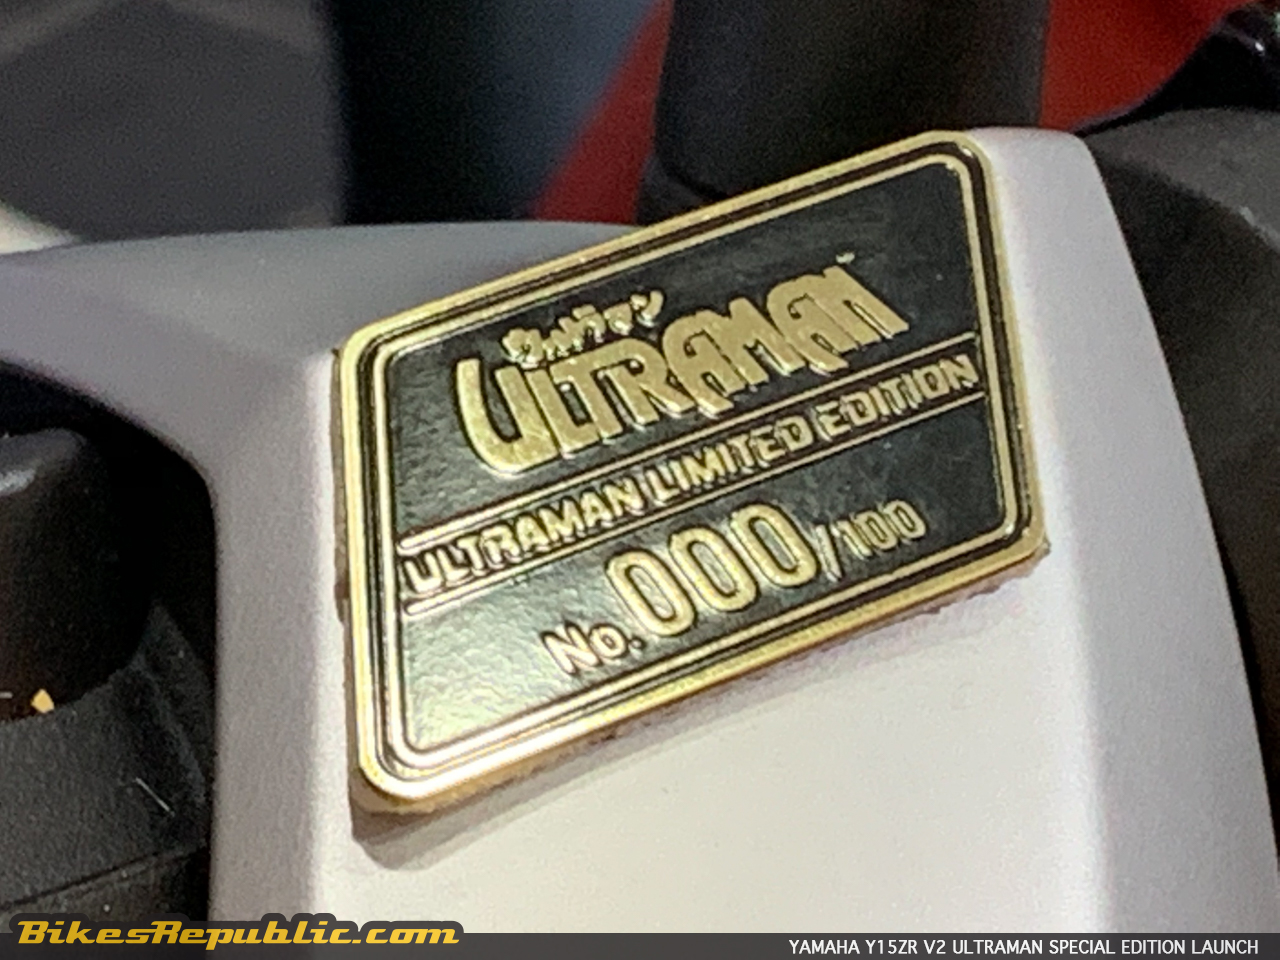 ウルトラマン
ULTRAMAN™
ULTRAMAN LIMITED EDITION
No. 000/100
BikesRepublic.com
YAMAHA Y15ZR V2 ULTRAMAN SPECIAL EDITION LAUNCH